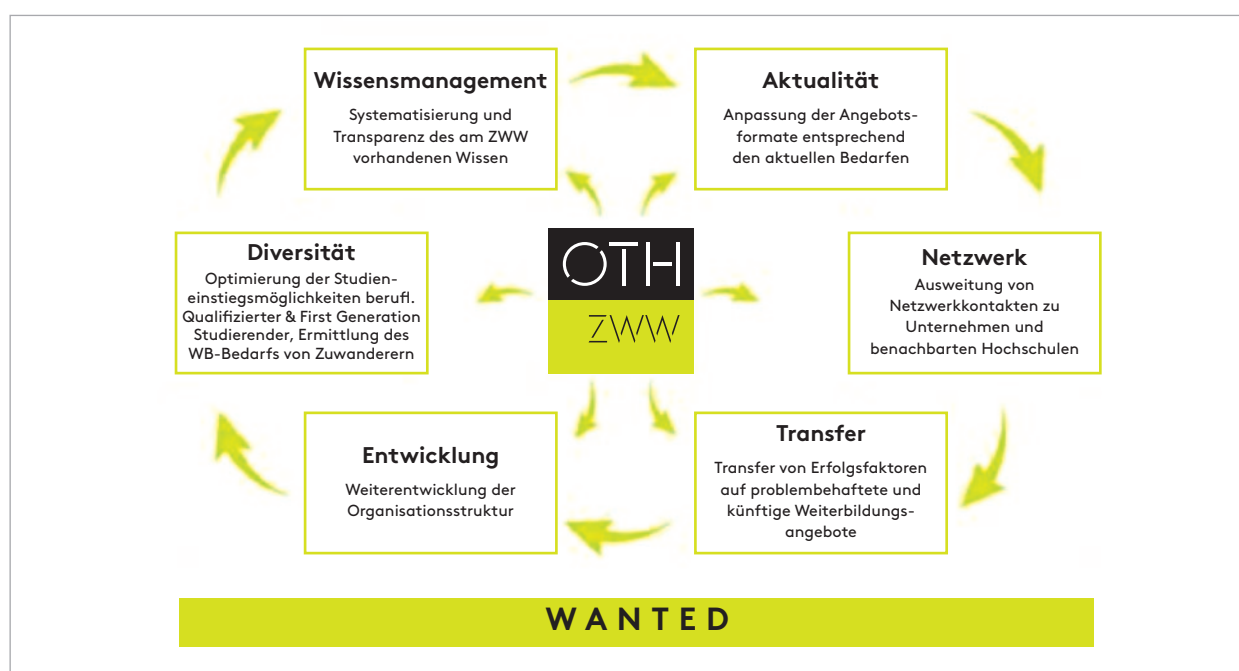 Wissensmanagement
Systematisierung und
Transparenz des am ZWW
vorhandenen Wissen
Aktualität
Anpassung der Angebots-
formate entsprechend
den aktuellen Bedarfen
Diversität
Optimierung der Studien-
einstiegsmöglichkeiten berufl.
Qualifizierter & First Generation
Studierender, Ermittlung des
WB-Bedarfs von Zuwanderern
OTH
ZWW
Netzwerk
Ausweitung von
Netzwerkkontakten zu
Unternehmen und
benachbarten Hochschulen
Entwicklung
Weiterentwicklung der
Organisationsstruktur
Transfer
Transfer von Erfolgsfaktoren
auf problembehaftete und
künftige Weiterbildungs-
angebote
WANTED